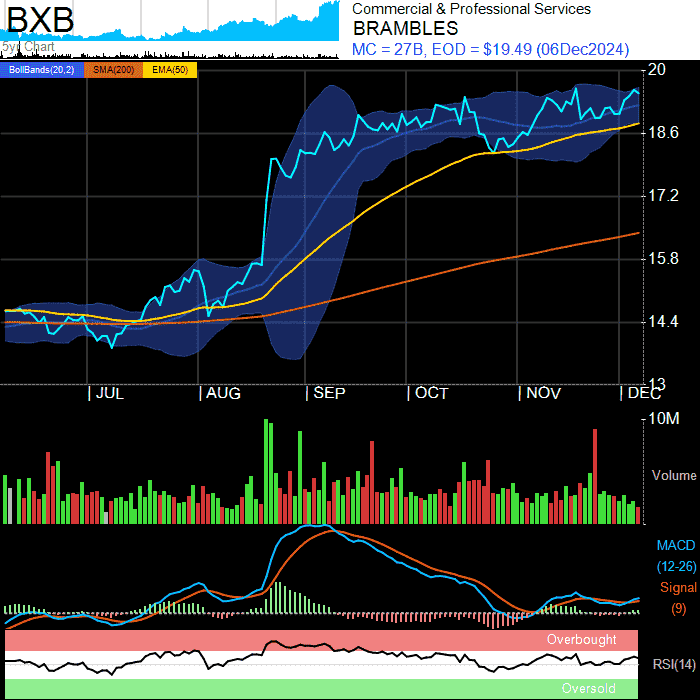 BXB
5yr Chart
Commercial & Professional Services
BRAMBLES
MC = 27B, EOD = $19.49 (06Dec2024)
BollBands(20,2) SMA(200) EMA(50)
20
18.6
17.2
15.8
14.4
13
| JUL | AUG | SEP | OCT | NOV | DEC
10M
Volume
MACD
(12-26)
Signal
(9)
Overbought
RSI(14)
Oversold